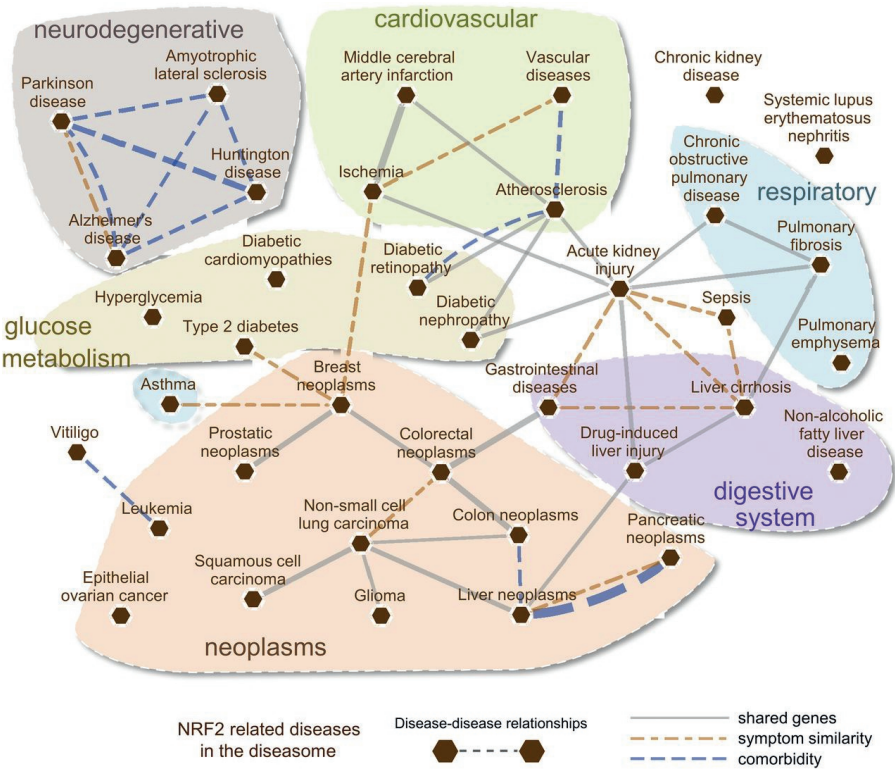 neurodegenerative
Amyotrophic
lateral sclerosis
Parkinson
disease
Huntington
disease
Alzheimer's
disease
cardiovascular
Middle cerebral
artery infarction
Vascular
diseases
Ischemia
Atherosclerosis
Chronic kidney
disease
Systemic lupus
erythematosus
nephritis
Chronic
obstructive
pulmonary
disease
respiratory
Pulmonary
fibrosis
Pulmonary
emphysema
Acute kidney
injury
Sepsis
Diabetic
cardiomyopathies
Diabetic
retinopathy
Hyperglycemia
Diabetic
nephropathy
Type 2 diabetes
glucose
metabolism
Asthma
Breast
neoplasms
Gastrointestinal
diseases
Liver cirrhosis
Drug-induced
liver injury
Non-alcoholic
fatty liver
disease
digestive
system
Vitiligo
Prostatic
neoplasms
Colorectal
neoplasms
Leukemia
Non-small cell
lung carcinoma
Colon neoplasms
Pancreatic
neoplasms
Squamous cell
carcinoma
Epithelial
ovarian cancer
Glioma
Liver neoplasms
neoplasms
NRF2 related diseases
in the diseasome
Disease-disease relationships
shared genes
symptom similarity
comorbidity